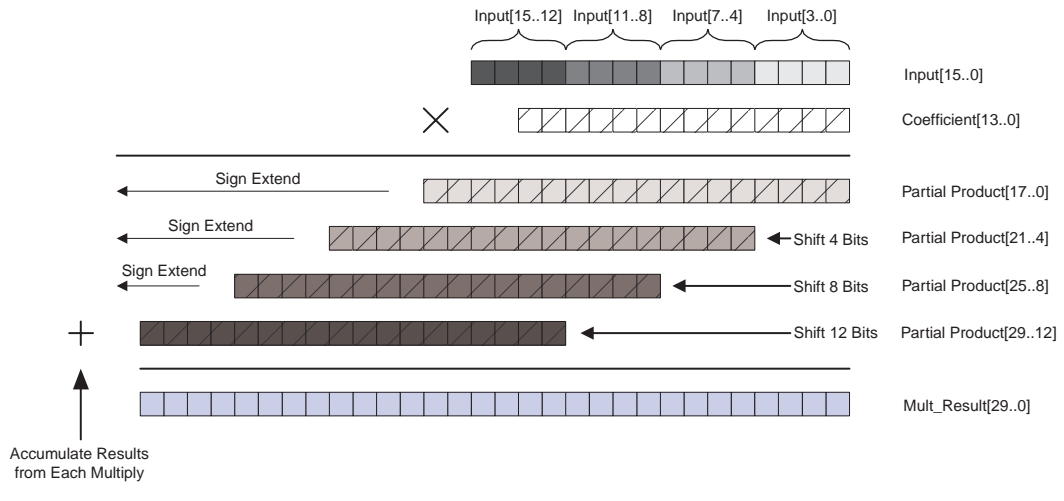 Input[15..12] Input[11..8] Input[7..4] Input[3..0]
Input[15..0]
Coefficient[13..0]
Sign Extend
Partial Product[17..0]
Sign Extend
Shift 4 Bits
Partial Product[21..4]
Sign Extend
Shift 8 Bits
Partial Product[25..8]
Shift 12 Bits
Partial Product[29..12]
Mult_Result[29..0]
Accumulate Results
from Each Multiply